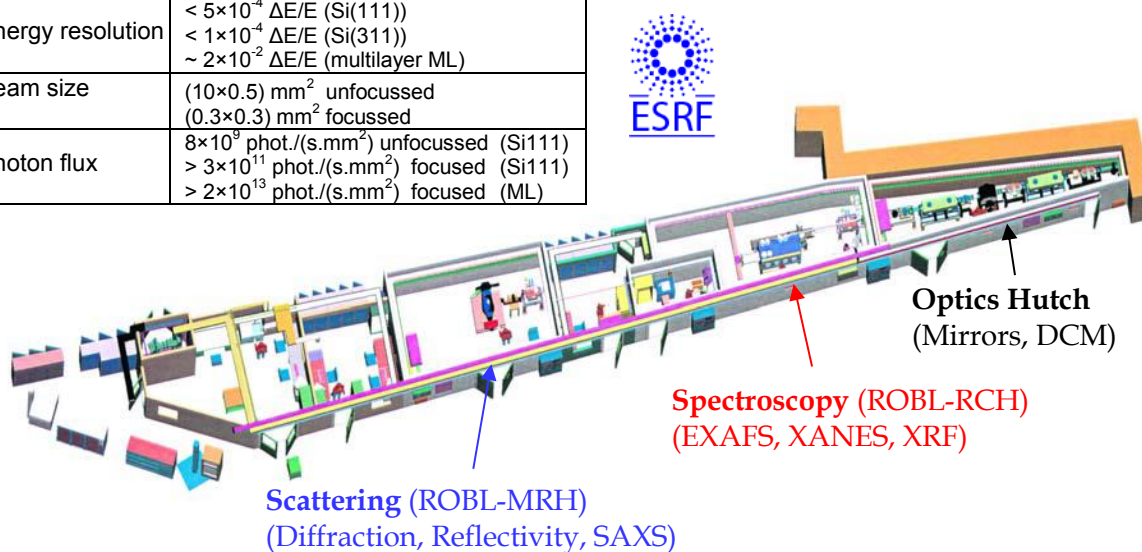 nergy resolution
< 5×10⁻⁴ ΔE/E (Si(111))
< 1×10⁻⁴ ΔE/E (Si(311))
~ 2×10⁻² ΔE/E (multilayer ML)
eam size
(10×0.5) mm² unfocussed
(0.3×0.3) mm² focussed
hoton flux
8×10⁹ phot./(s.mm²) unfocussed (Si111)
> 3×10¹¹ phot./(s.mm²) focused (Si111)
> 2×10¹³ phot./(s.mm²) focused (ML)
ESRF
Optics Hutch
(Mirrors, DCM)
Spectroscopy (ROBL-RCH)
(EXAFS, XANES, XRF)
Scattering (ROBL-MRH)
(Diffraction, Reflectivity, SAXS)